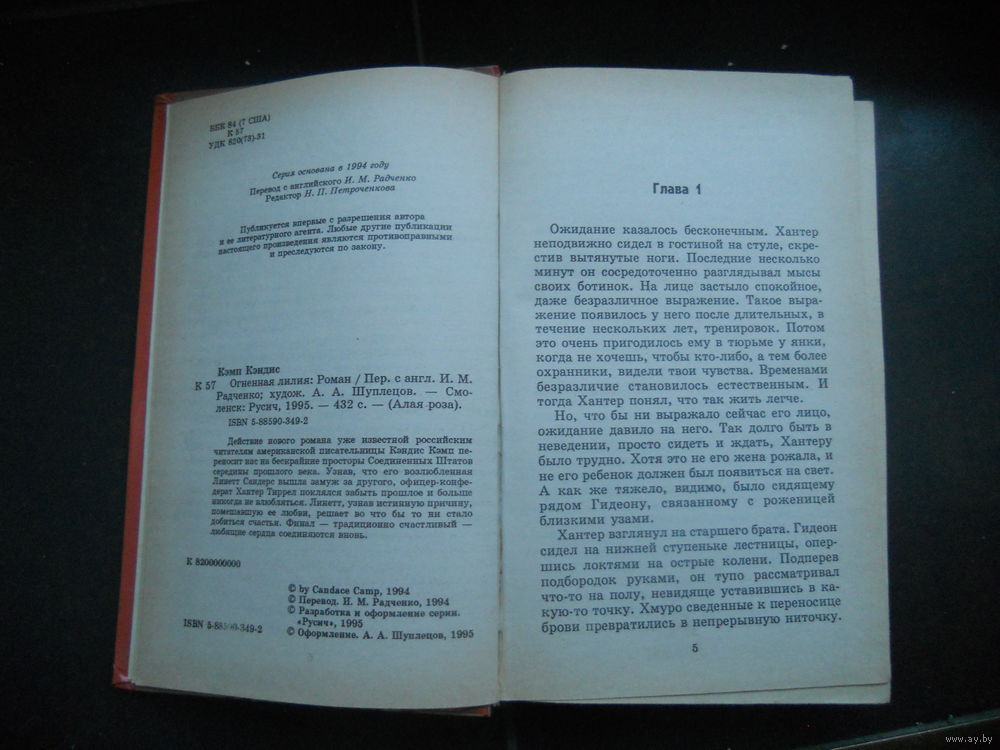 ББК 84 (7 США)
К 57
УДК 820(73)-31
Серия основана в 1994 году
Перевод с английского И. М. Радченко
Редактор Н. П. Петроченкова
Публикуется впервые с разрешения автора
и ее литературного агента. Любые другие публикации
настоящего произведения являются противоправными
и преследуются по закону.
Кэмп Кэндис
К 57 Огненная лилия: Роман / Пер. с англ. И. М.
Радченко; худож. А. А. Шуплецов. — Смо-
ленск: Русич, 1995. — 432 с. — (Алая роза).
ISBN 5-88590-349-2
Действие нового романа уже известной российским
читателям американской писательницы Кэндис Кэмп пе-
реносит нас на бескрайние просторы Соединенных Штатов
середины прошлого века. Узнав, что его возлюбленная
Линетт Сандерс вышла замуж за другого, офицер-конфе-
дерат Хантер Тиррел поклялся забыть прошлое и больше
никогда не влюбляться. Линетт, узнав истинную причину,
помешавшую ее любви, решает во что бы то ни стало
добиться счастья. Финал — традиционно счастливый —
любящие сердца соединяются вновь.
К 8200000000
© by Candace Camp, 1994
© Перевод. И. М. Радченко, 1994
© Разработка и оформление серии.
«Русич», 1995
ISBN 5-88590-349-2
© Оформление. А. А. Шуплецов, 1995
Глава 1
Ожидание казалось бесконечным. Хантер
неподвижно сидел в гостиной на стуле, скре-
стив вытянутые ноги. Последние несколько
минут он сосредоточенно разглядывал мысы
своих ботинок. На лице застыло спокойное,
даже безразличное выражение. Такое выра-
жение появилось у него после длительных, в
течение нескольких лет, тренировок. Потом
это очень пригодилось ему в тюрьме у янки,
когда не хочешь, чтобы кто-либо, а тем более
охранники, видели твои чувства. Временами
безразличие становилось естественным. И
тогда Хантер понял, что так жить легче.
Но, что бы ни выражало сейчас его лицо,
ожидание давило на него. Так долго быть в
неведении, просто сидеть и ждать, Хантеру
было трудно. Хотя это не его жена рожала, и
не его ребенок должен был появиться на свет.
А как же тяжело, видимо, было сидящему
рядом Гидеону, связанному с роженицей
близкими узами.
Хантер взглянул на старшего брата. Гидеон
сидел на нижней ступеньке лестницы, опер-
шись локтями на острые колени. Подперев
подбородок руками, он тупо рассматривал
что-то на полу, невидяще уставившись в ка-
кую-то точку. Хмуро сведенные к переносице
брови превратились в непрерывную ниточку.
5
www.ay.by